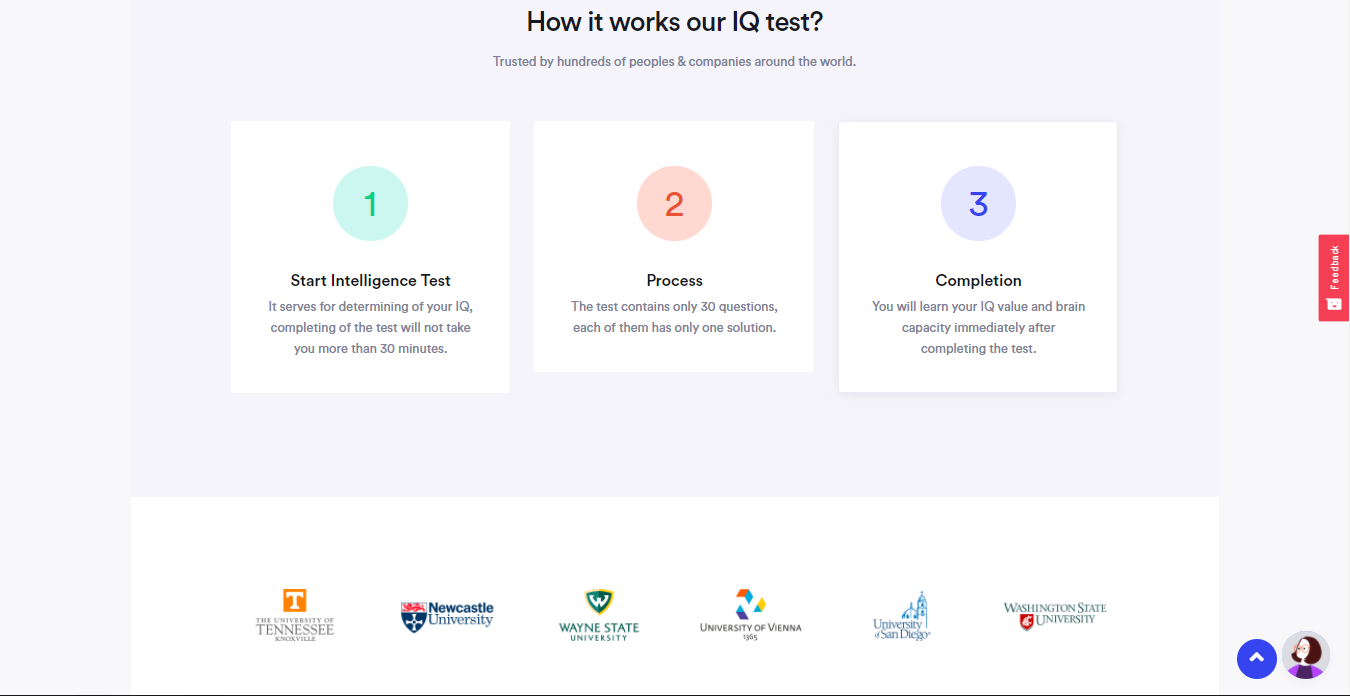 How it works our IQ test?
Trusted by hundreds of peoples & companies around the world.
1
Start Intelligence Test
It serves for determining of your IQ,
completing of the test will not take
you more than 30 minutes.
2
Process
The test contains only 30 questions,
each of them has only one solution.
3
Completion
You will learn your IQ value and brain
capacity immediately after
completing the test.
Feedback
T
THE UNIVERSITY OF
TENNESSEE
KNOXVILLE
Newcastle
University
W
WAYNE STATE
UNIVERSITY
UNIVERSITY OF VIENNA
1365
University
of San Diego
WASHINGTON STATE
UNIVERSITY